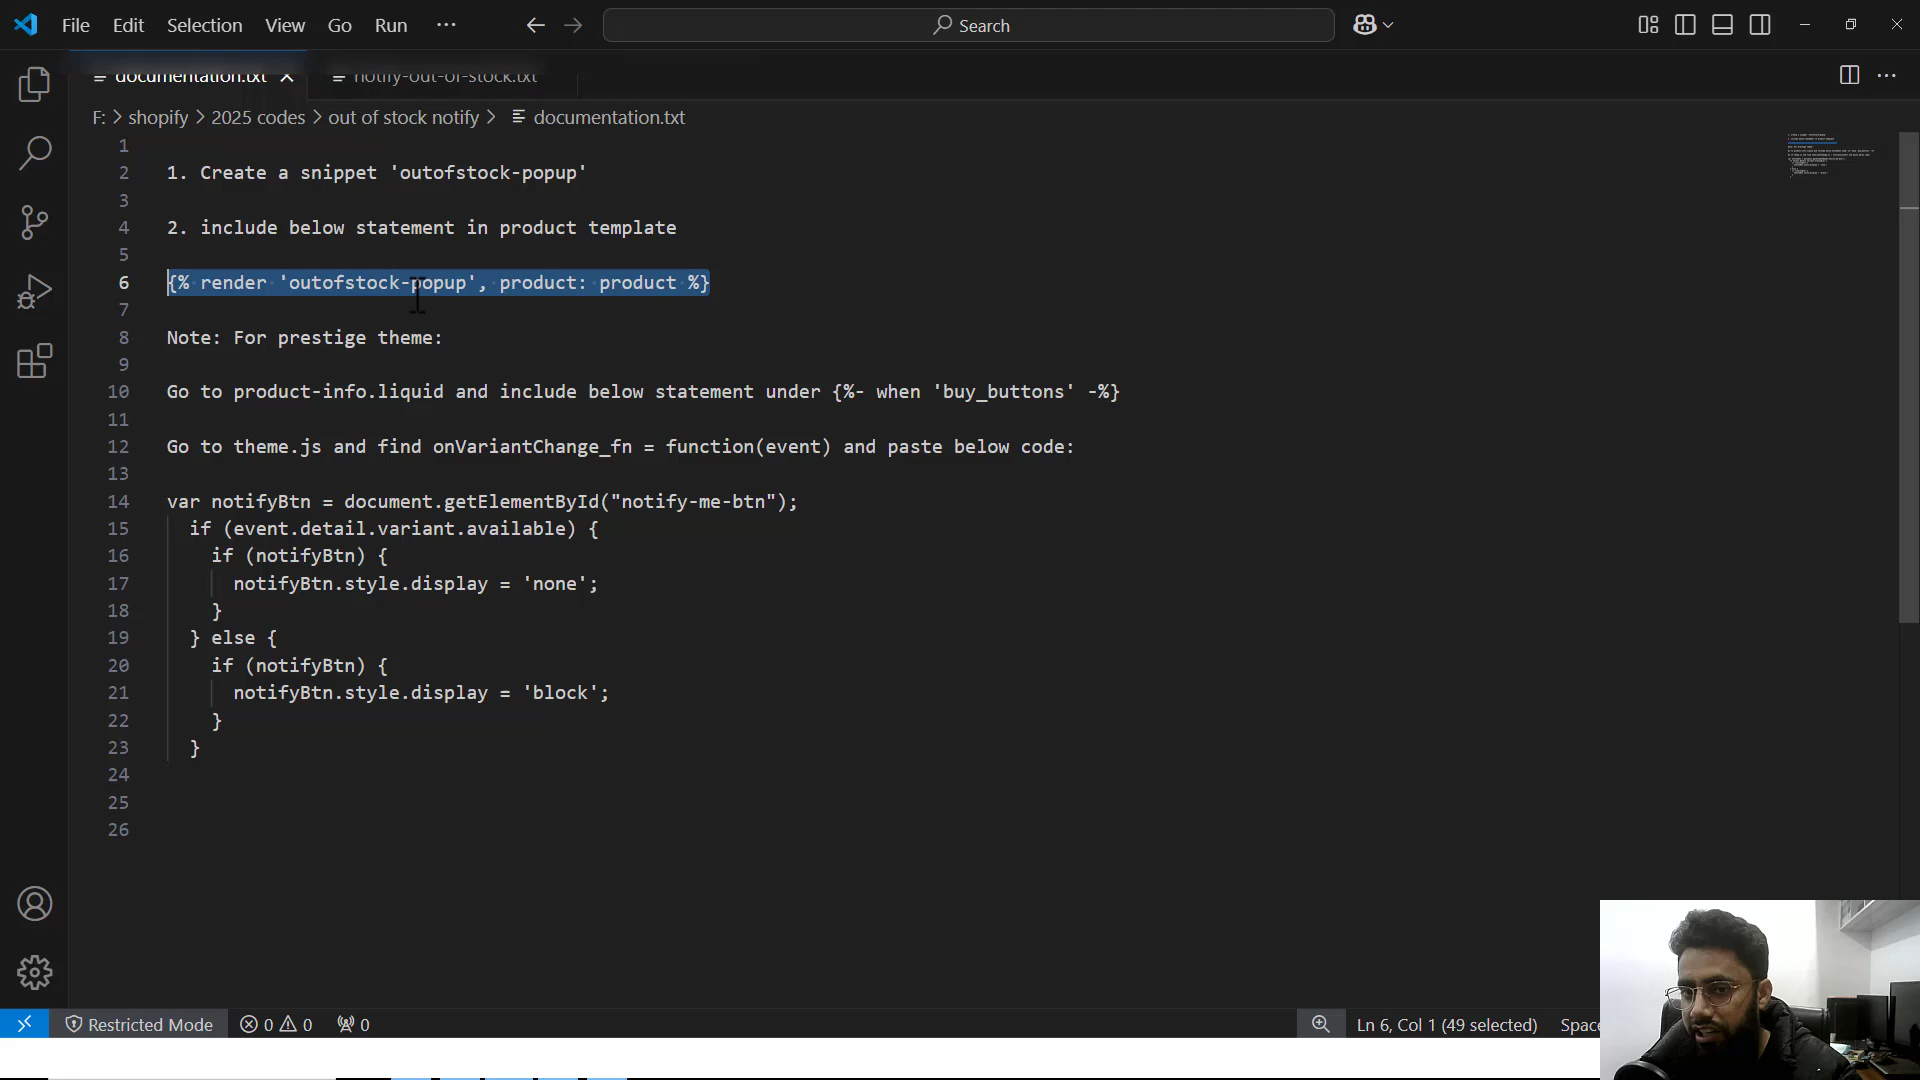 File Edit Selection View Go Run ··· Search
documentation.txt notify-out-of-stock.txt
F: > shopify > 2025 codes > out of stock notify > documentation.txt
1
2 1. Create a snippet 'outofstock-popup'
3
4 2. include below statement in product template
5
6 {% render 'outofstock-popup', product: product %}
7
8 Note: For prestige theme:
9
10 Go to product-info.liquid and include below statement under {%- when 'buy_buttons' -%}
11
12 Go to theme.js and find onVariantChange_fn = function(event) and paste below code:
13
14 var notifyBtn = document.getElementById("notify-me-btn");
15 if (event.detail.variant.available) {
16 if (notifyBtn) {
17 notifyBtn.style.display = 'none';
18 }
19 } else {
20 if (notifyBtn) {
21 notifyBtn.style.display = 'block';
22 }
23 }
24
25
26
Restricted Mode 0 0 0 Ln 6, Col 1 (49 selected)